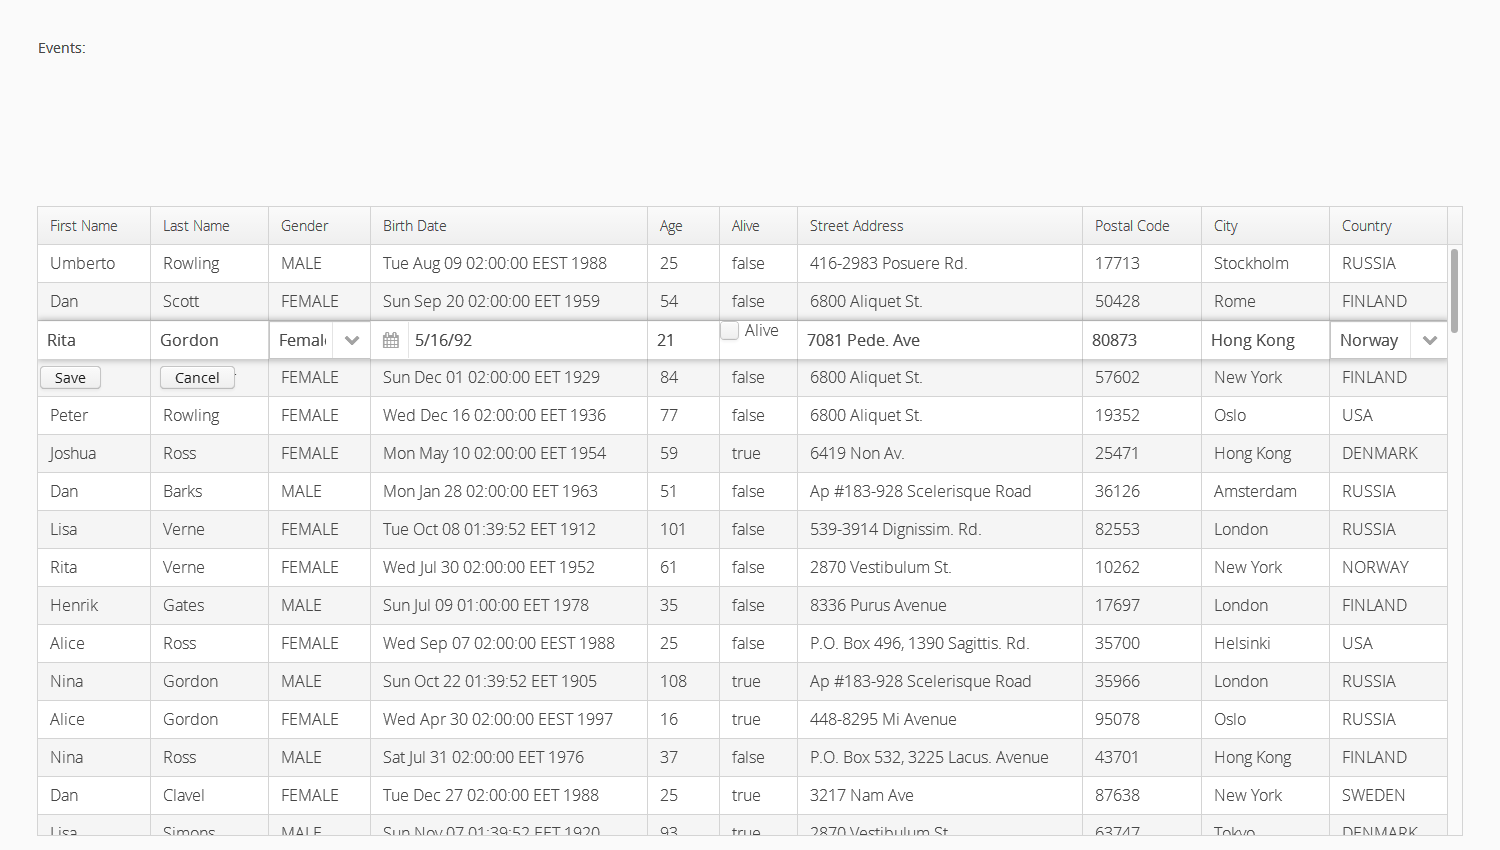 Events:
First Name Last Name Gender Birth Date Age Alive Street Address Postal Code City Country
Umberto Rowling MALE Tue Aug 09 02:00:00 EEST 1988 25 false 416-2983 Posuere Rd. 17713 Stockholm RUSSIA
Dan Scott FEMALE Sun Sep 20 02:00:00 EET 1959 54 false 6800 Aliquet St. 50428 Rome FINLAND
Rita Gordon 5/16/92 21 Alive 7081 Pede. Ave 80873 Hong Kong Norway
Save Cancel FEMALE Sun Dec 01 02:00:00 EET 1929 84 false 6800 Aliquet St. 57602 New York FINLAND
Peter Rowling FEMALE Wed Dec 16 02:00:00 EET 1936 77 false 6800 Aliquet St. 19352 Oslo USA
Joshua Ross FEMALE Mon May 10 02:00:00 EET 1954 59 true 6419 Non Av. 25471 Hong Kong DENMARK
Dan Barks MALE Mon Jan 28 02:00:00 EET 1963 51 false Ap #183-928 Scelerisque Road 36126 Amsterdam RUSSIA
Lisa Verne FEMALE Tue Oct 08 01:39:52 EET 1912 101 false 539-3914 Dignissim. Rd. 82553 London RUSSIA
Rita Verne FEMALE Wed Jul 30 02:00:00 EET 1952 61 false 2870 Vestibulum St. 10262 New York NORWAY
Henrik Gates MALE Sun Jul 09 01:00:00 EET 1978 35 false 8336 Purus Avenue 17697 London FINLAND
Alice Ross FEMALE Wed Sep 07 02:00:00 EEST 1988 25 false P.O. Box 496, 1390 Sagittis. Rd. 35700 Helsinki USA
Nina Gordon MALE Sun Oct 22 01:39:52 EET 1905 108 true Ap #183-928 Scelerisque Road 35966 London RUSSIA
Alice Gordon FEMALE Wed Apr 30 02:00:00 EEST 1997 16 true 448-8295 Mi Avenue 95078 Oslo RUSSIA
Nina Ross MALE Sat Jul 31 02:00:00 EET 1976 37 false P.O. Box 532, 3225 Lacus. Avenue 43701 Hong Kong FINLAND
Dan Clavel FEMALE Tue Dec 27 02:00:00 EET 1988 25 true 3217 Nam Ave 87638 New York SWEDEN
Lisa Simons MALE Sun Nov 07 01:39:52 EET 1920 93 true 2870 Vestibulum St. 63747 Tokyo DENMARK